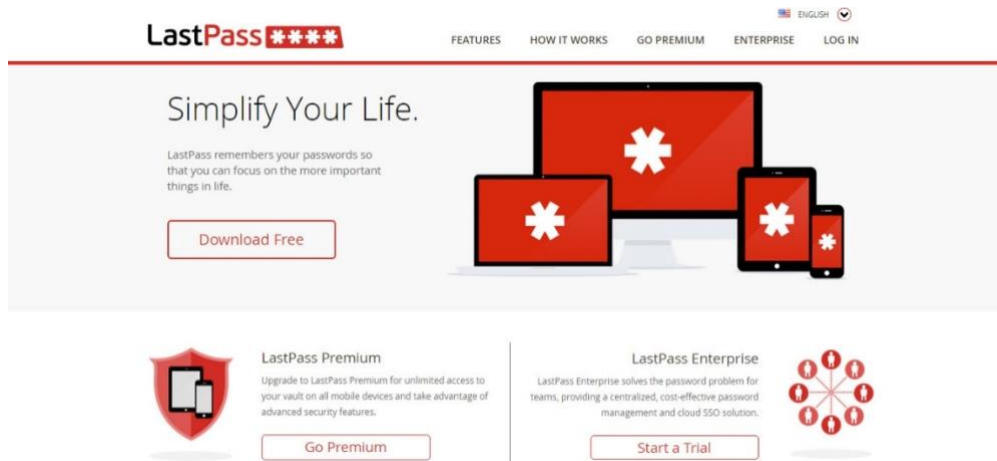 ENGLISH
LastPass ****
FEATURES HOW IT WORKS GO PREMIUM ENTERPRISE LOG IN
Simplify Your Life.
LastPass remembers your passwords so
that you can focus on the more important
things in life.
Download Free
LastPass Premium
Upgrade to LastPass Premium for unlimited access to
your vault on all mobile devices and take advantage of
advanced security features.
Go Premium
LastPass Enterprise
LastPass Enterprise solves the password problem for
teams, providing a centralized, cost-effective password
management and cloud SSO solution.
Start a Trial